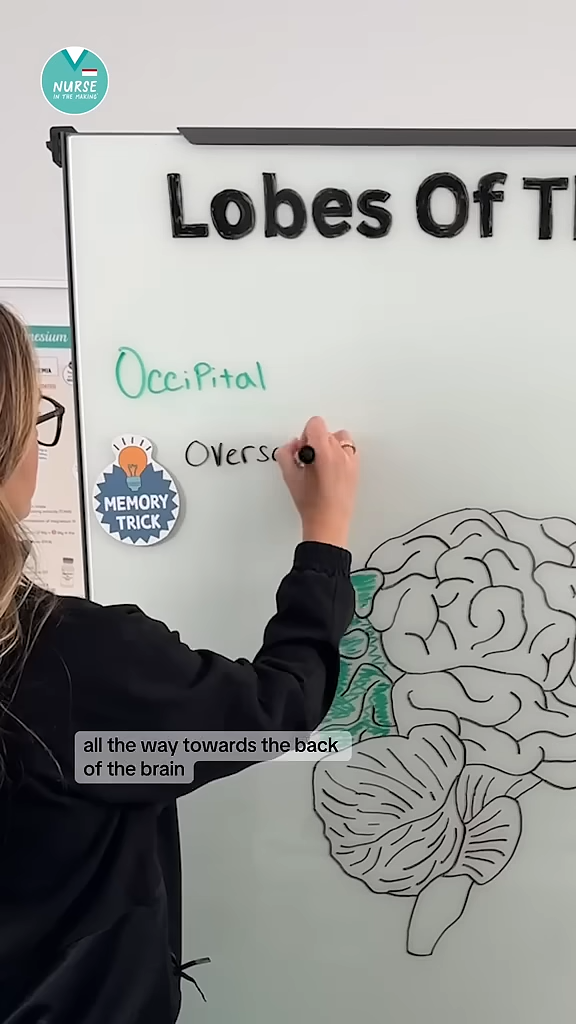 NURSE
IN THE MAKING
Lobes Of T
nesium
OcciPital
Overs
MEMORY
TRICK
all the way towards the back
of the brain